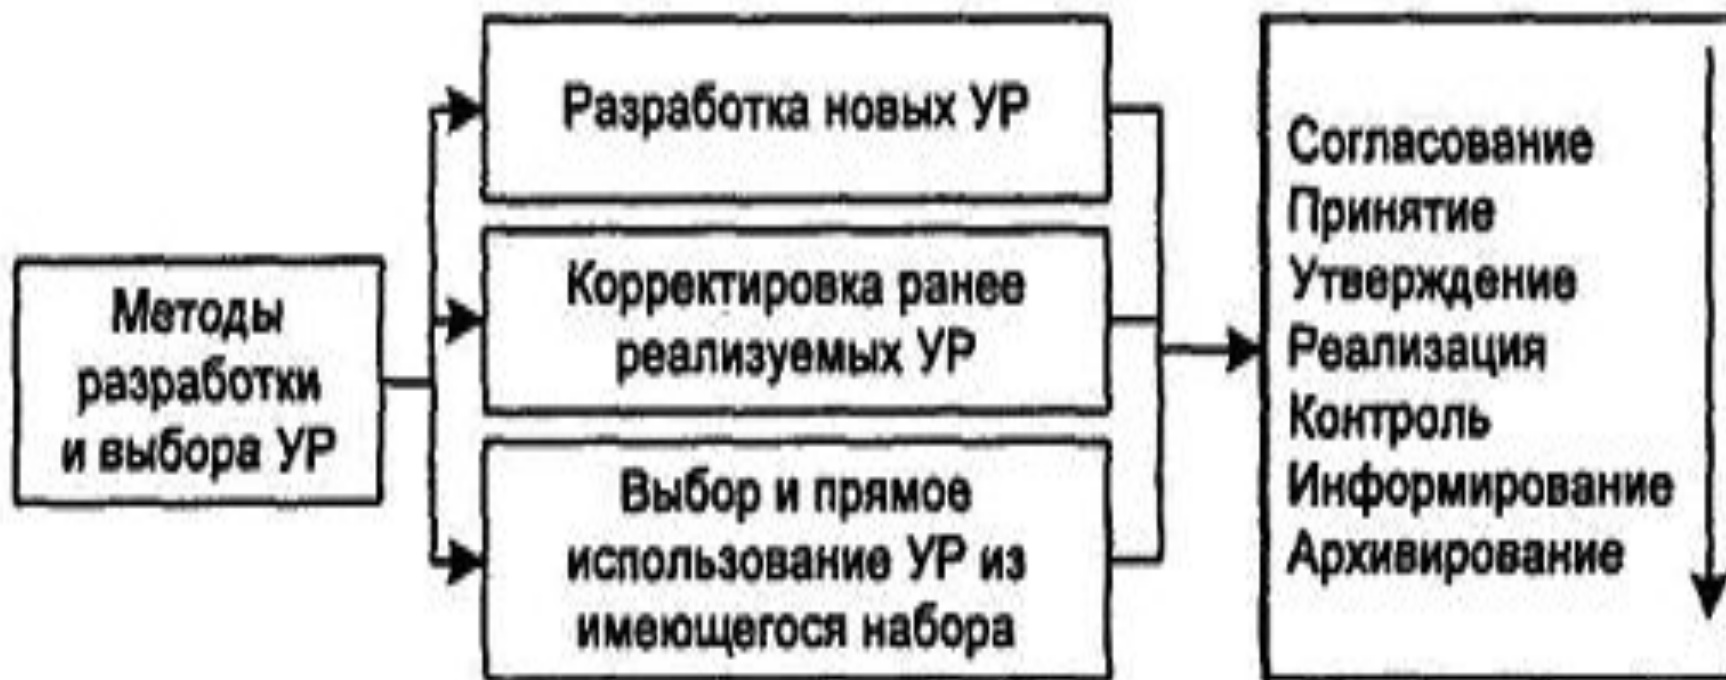 Методы
разработки
и выбора УР
Разработка новых УР
Корректировка ранее
реализуемых УР
Выбор и прямое
использование УР из
имеющегося набора
Согласование
Принятие
Утверждение
Реализация
Контроль
Информирование
Архивирование